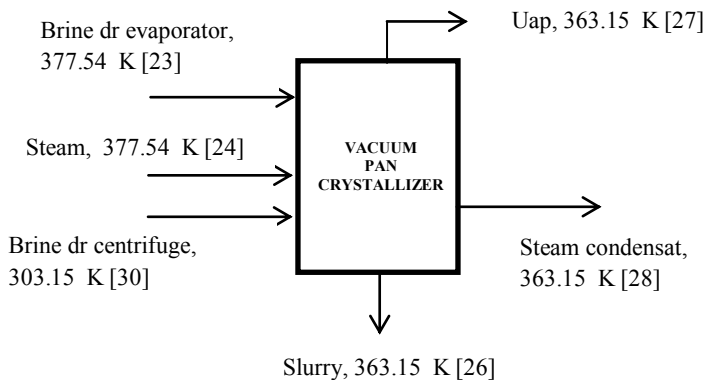 Brine dr evaporator,
377.54 K [23]
Uap, 363.15 K [27]
Steam, 377.54 K [24]
VACUUM
PAN
CRYSTALLIZER
Brine dr centrifuge,
303.15 K [30]
Steam condensat,
363.15 K [28]
Slurry, 363.15 K [26]